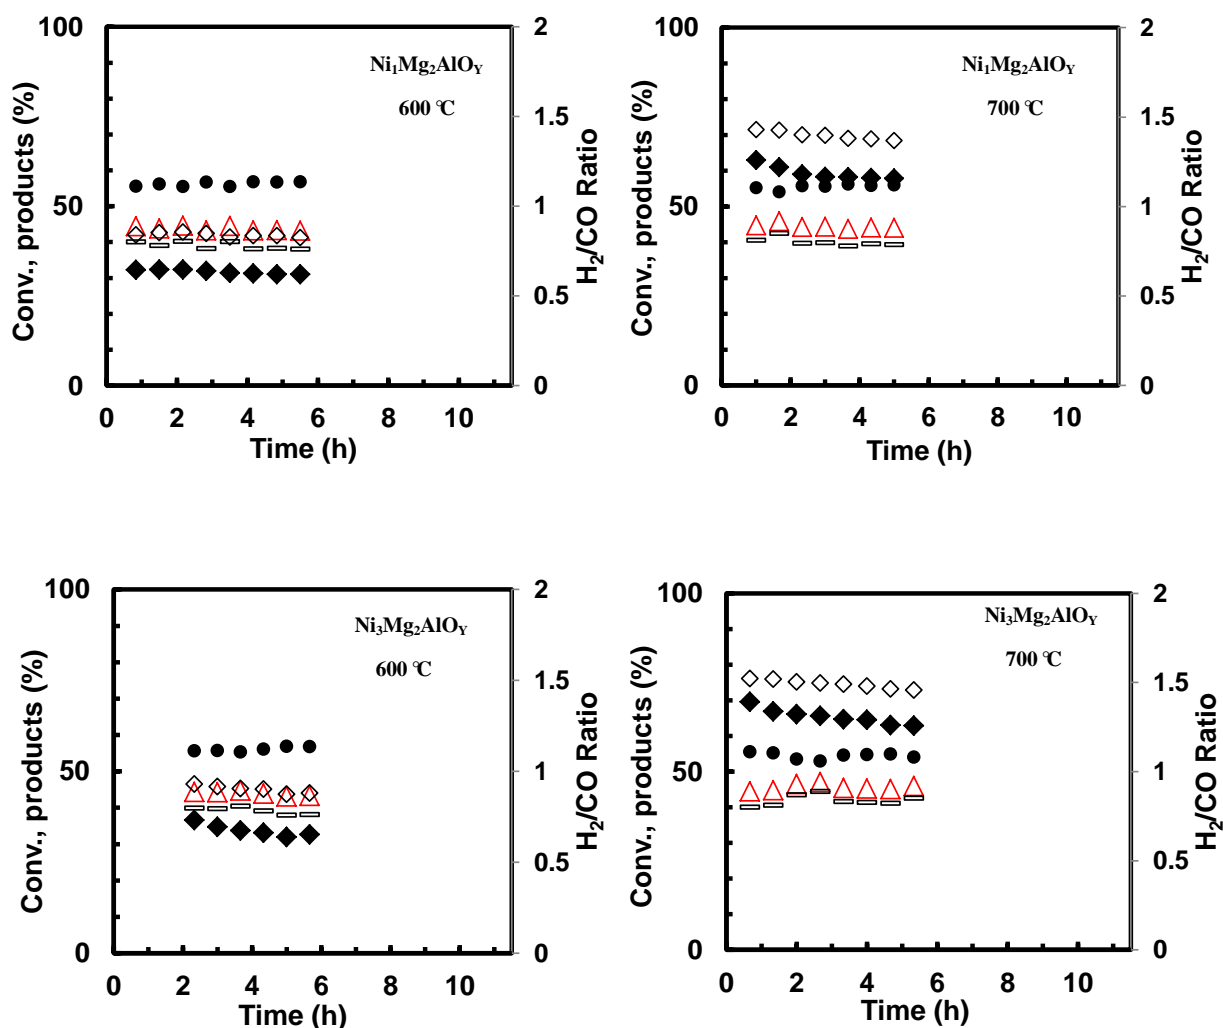 100
50
0
Conv., products (%)
Ni₁Mg₂AlO_Y
600 ℃
2
1.5
1
0.5
0
H₂/CO Ratio
0 2 4 6 8 10
Time (h)
100
50
0
Conv., products (%)
Ni₁Mg₂AlO_Y
700 ℃
2
1.5
1
0.5
0
H₂/CO Ratio
0 2 4 6 8 10
Time (h)
100
50
0
Conv., products (%)
Ni₃Mg₂AlO_Y
600 ℃
2
1.5
1
0.5
0
H₂/CO Ratio
0 2 4 6 8 10
Time (h)
100
50
0
Conv., products (%)
Ni₃Mg₂AlO_Y
700 ℃
2
1.5
1
0.5
0
H₂/CO Ratio
0 2 4 6 8 10
Time (h)